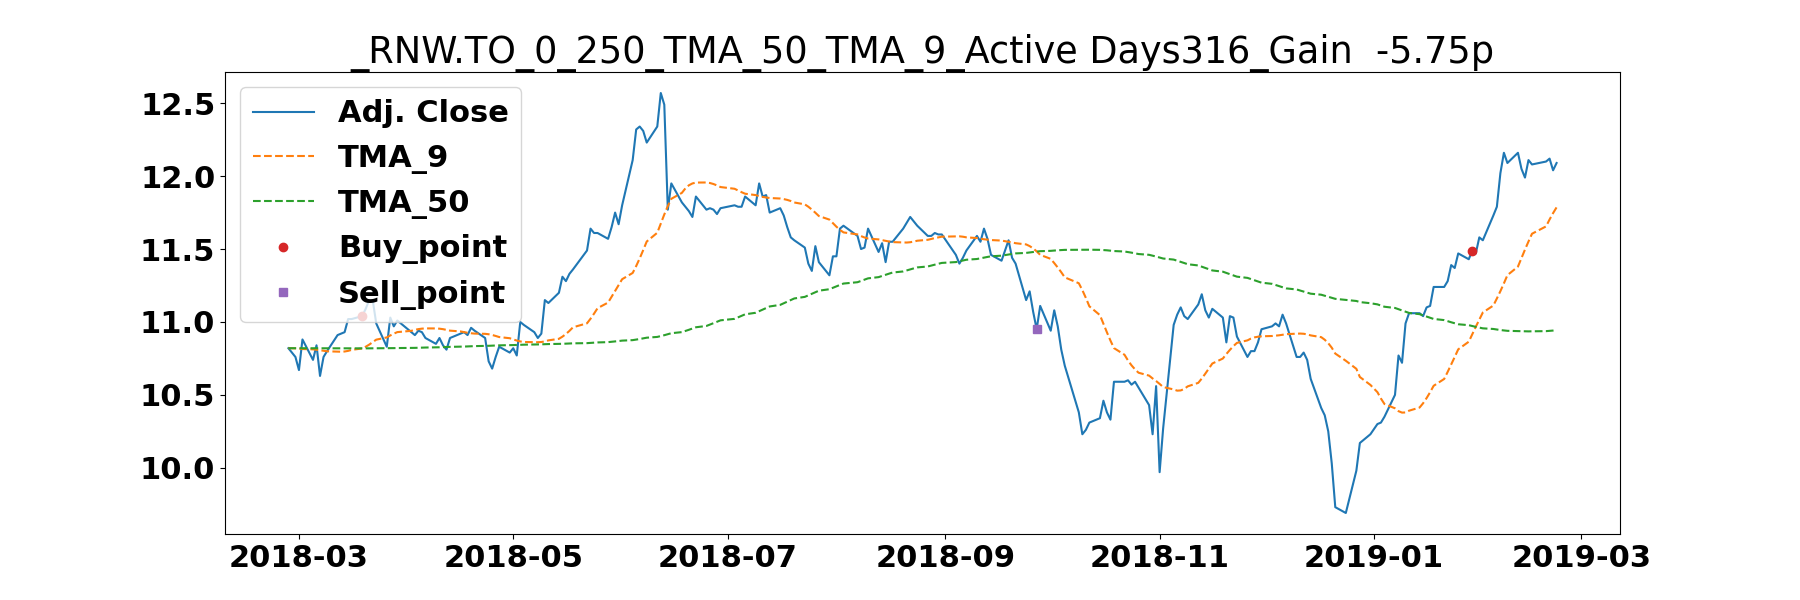 _RNW.TO_0_250_TMA_50_TMA_9_Active Days316_Gain  -5.75p
12.5
12.0
11.5
11.0
10.5
10.0
Adj. Close
TMA_9
TMA_50
Buy_point
Sell_point
2018-03 2018-05 2018-07 2018-09 2018-11 2019-01 2019-03